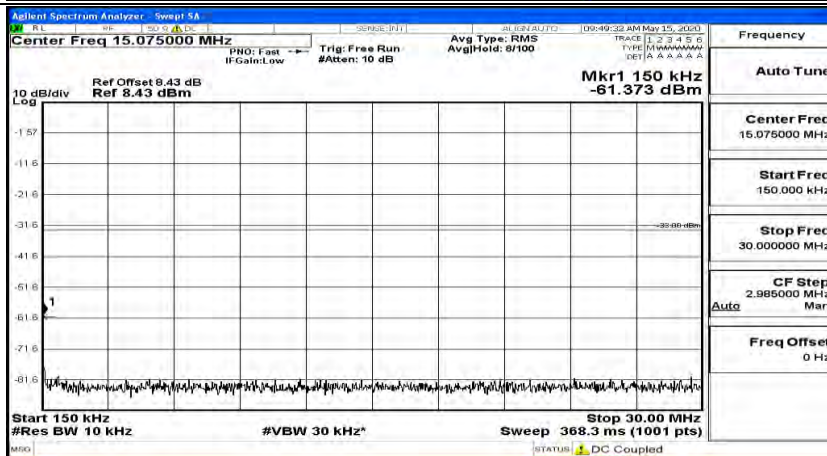 Agilent Spectrum Analyzer - Swept SA
RL RF 50 Ω DC SENSE:INT ALIGN AUTO 09:49:32 AM May 15, 2020
Center Freq 15.075000 MHz
PNO: Fast
IFGain:Low
Trig: Free Run
#Atten: 10 dB
Avg Type: RMS
Avg|Hold: 8/100
TRACE 1 2 3 4 5 6
TYPE MWWWWW
DET A A A A A A
Ref Offset 8.43 dB
Ref 8.43 dBm
10 dB/div
Log
Mkr1 150 kHz
-61.373 dBm
-1.57
-11.6
-21.6
-31.6
-33.00 dBm
-41.6
-51.6
1
-61.6
-71.6
-81.6
Start 150 kHz
#Res BW 10 kHz
#VBW 30 kHz*
Stop 30.00 MHz
Sweep 368.3 ms (1001 pts)
MSG
STATUS
DC Coupled
Frequency
Auto Tune
Center Freq
15.075000 MHz
Start Freq
150.000 kHz
Stop Freq
30.000000 MHz
CF Step
2.985000 MHz
Auto Man
Freq Offset
0 Hz